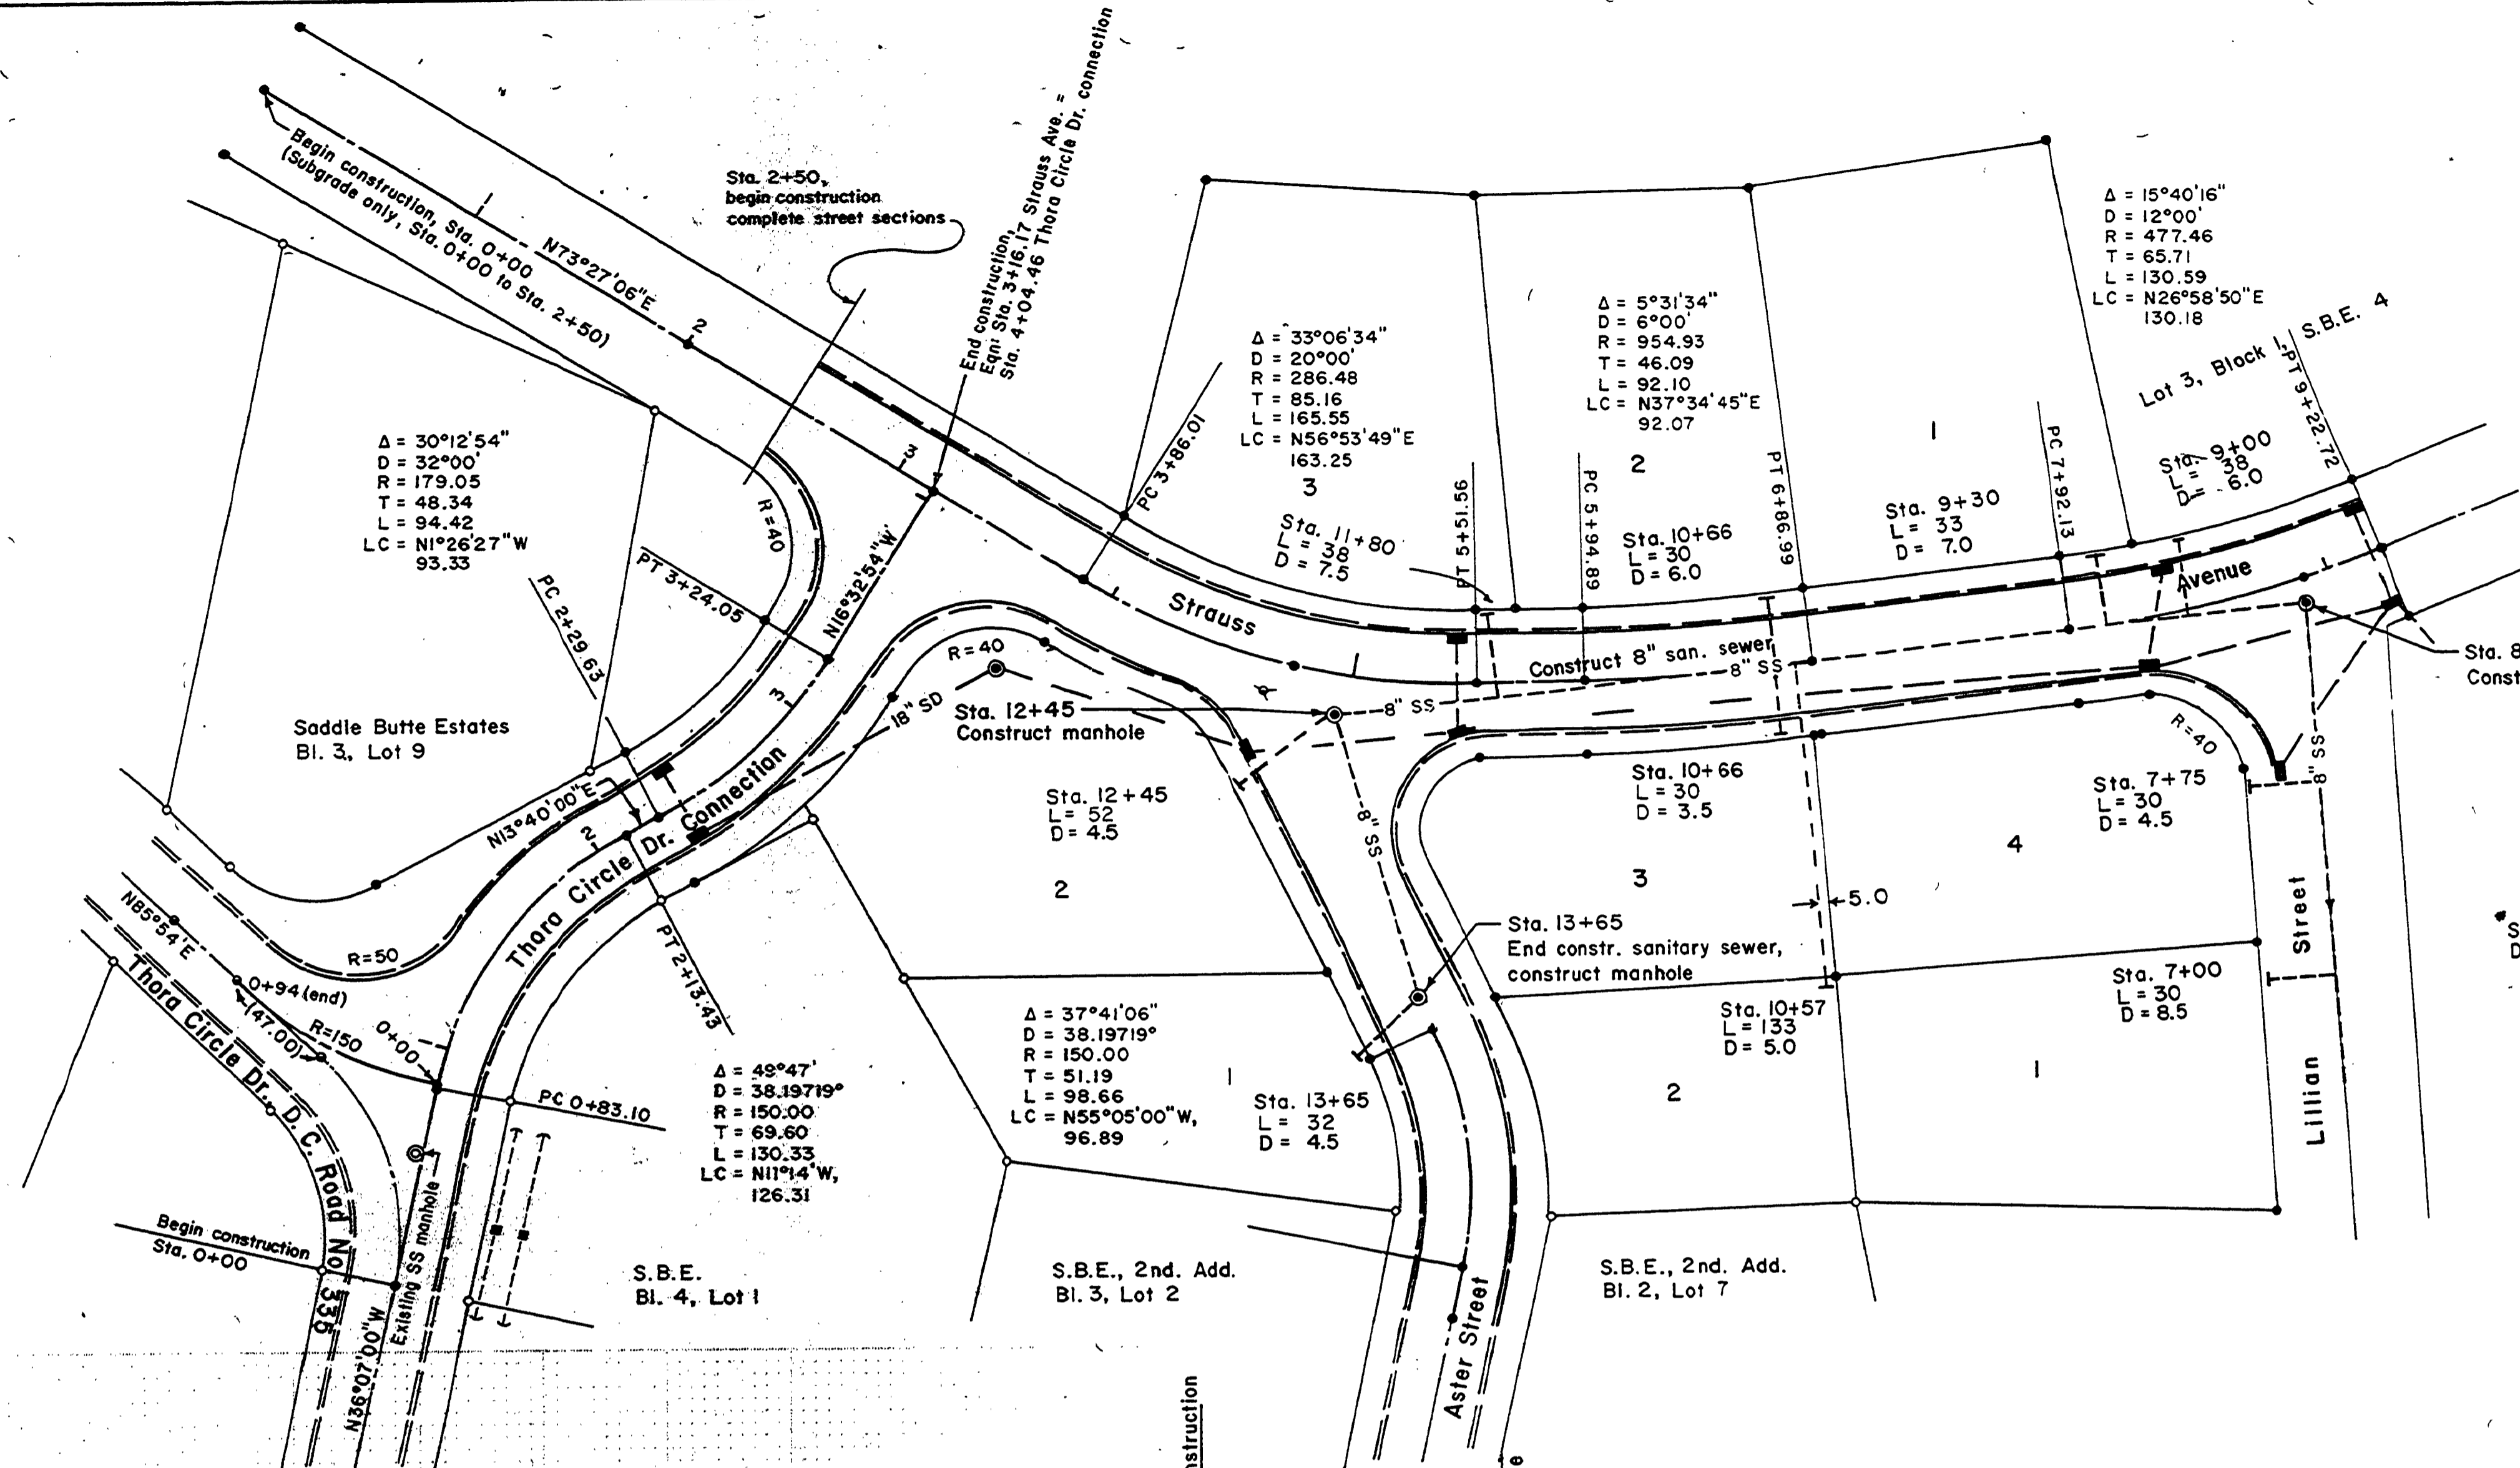 Begin construction, Sta. 0+00
(Subgrade only, Sta. 0+00 to Sta. 2+50)
1
N73°27'06"E
2
Sta. 2+50,
begin construction
complete street sections
End construction,
Eqn: Sta. 3+16.17 Strauss Ave. =
Sta. 4+04.46 Thora Circle Dr. connection
3
PC 3+86.01
Δ = 33°06'34"
D = 20°00'
R = 286.48
T = 85.16
L = 165.55
LC = N56°53'49"E
163.25
3
Δ = 5°31'34"
D = 6°00'
R = 954.93
T = 46.09
L = 92.10
LC = N37°34'45"E
92.07
2
1
Δ = 15°40'16"
D = 12°00'
R = 477.46
T = 65.71
L = 130.59
LC = N26°58'50"E
130.18
Lot 3, Block 1, S.B.E. 4
PT 9+22.72
Sta. 9+00
L = 38
D = 6.0
PC 7+92.13
Sta. 9+30
L = 33
D = 7.0
PT 6+86.99
Sta. 10+66
L = 30
D = 6.0
PC 5+94.89
PT 5+51.56
Sta. 11+80
L = 38
D = 7.5
Strauss
Avenue
Construct 8" san. sewer
8" SS
8" SS
Sta. 8
Const
Δ = 30°12'54"
D = 32°00'
R = 179.05
T = 48.34
L = 94.42
LC = N1°26'27"W
93.33
R=40
N16°32'54"W
PT 3+24.05
PC 2+29.63
3
R=40
18" SD
Sta. 12+45
Construct manhole
Saddle Butte Estates
Bl. 3, Lot 9
N13°40'00"E
2
Thora Circle Dr. Connection
PT 2+13.43
R=50
N85°54'E
0+94 (end)
(47.00)
R=150
0+00
Thora Circle Dr., D.C. Road No. 335
PC 0+83.10
Begin construction
Sta. 0+00
Existing SS manhole
N36°07'00"W
Δ = 49°47'
D = 38.19719°
R = 150.00
T = 69.60
L = 130.33
LC = N11°14'W,
126.31
S.B.E.
Bl. 4, Lot 1
Sta. 12+45
L = 52
D = 4.5
2
8" SS
Sta. 10+66
L = 30
D = 3.5
3
5.0
4
Sta. 7+75
L = 30
D = 4.5
R=40
8" SS
Sta. 13+65
End constr. sanitary sewer,
construct manhole
Δ = 37°41'06"
D = 38.19719°
R = 150.00
T = 51.19
L = 98.66
LC = N55°05'00"W,
96.89
1
Sta. 13+65
L = 32
D = 4.5
Sta. 10+57
L = 133
D = 5.0
2
1
Sta. 7+00
L = 30
D = 8.5
Lillian Street
S
D
S.B.E., 2nd. Add.
Bl. 3, Lot 2
S.B.E., 2nd. Add.
Bl. 2, Lot 7
Aster Street
nstruction
e